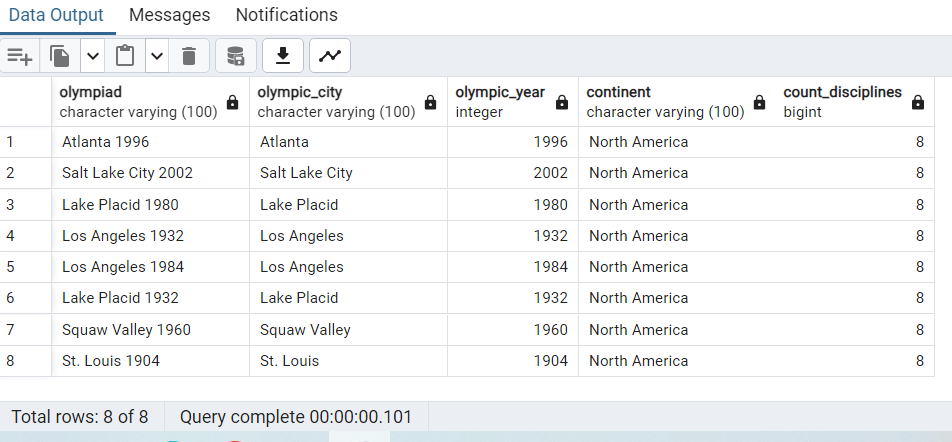 Data Output Messages Notifications
olympiad olympic_city olympic_year continent count_disciplines
character varying (100) character varying (100) integer character varying (100) bigint
1 Atlanta 1996 Atlanta 1996 North America 8
2 Salt Lake City 2002 Salt Lake City 2002 North America 8
3 Lake Placid 1980 Lake Placid 1980 North America 8
4 Los Angeles 1932 Los Angeles 1932 North America 8
5 Los Angeles 1984 Los Angeles 1984 North America 8
6 Lake Placid 1932 Lake Placid 1932 North America 8
7 Squaw Valley 1960 Squaw Valley 1960 North America 8
8 St. Louis 1904 St. Louis 1904 North America 8
Total rows: 8 of 8 Query complete 00:00:00.101